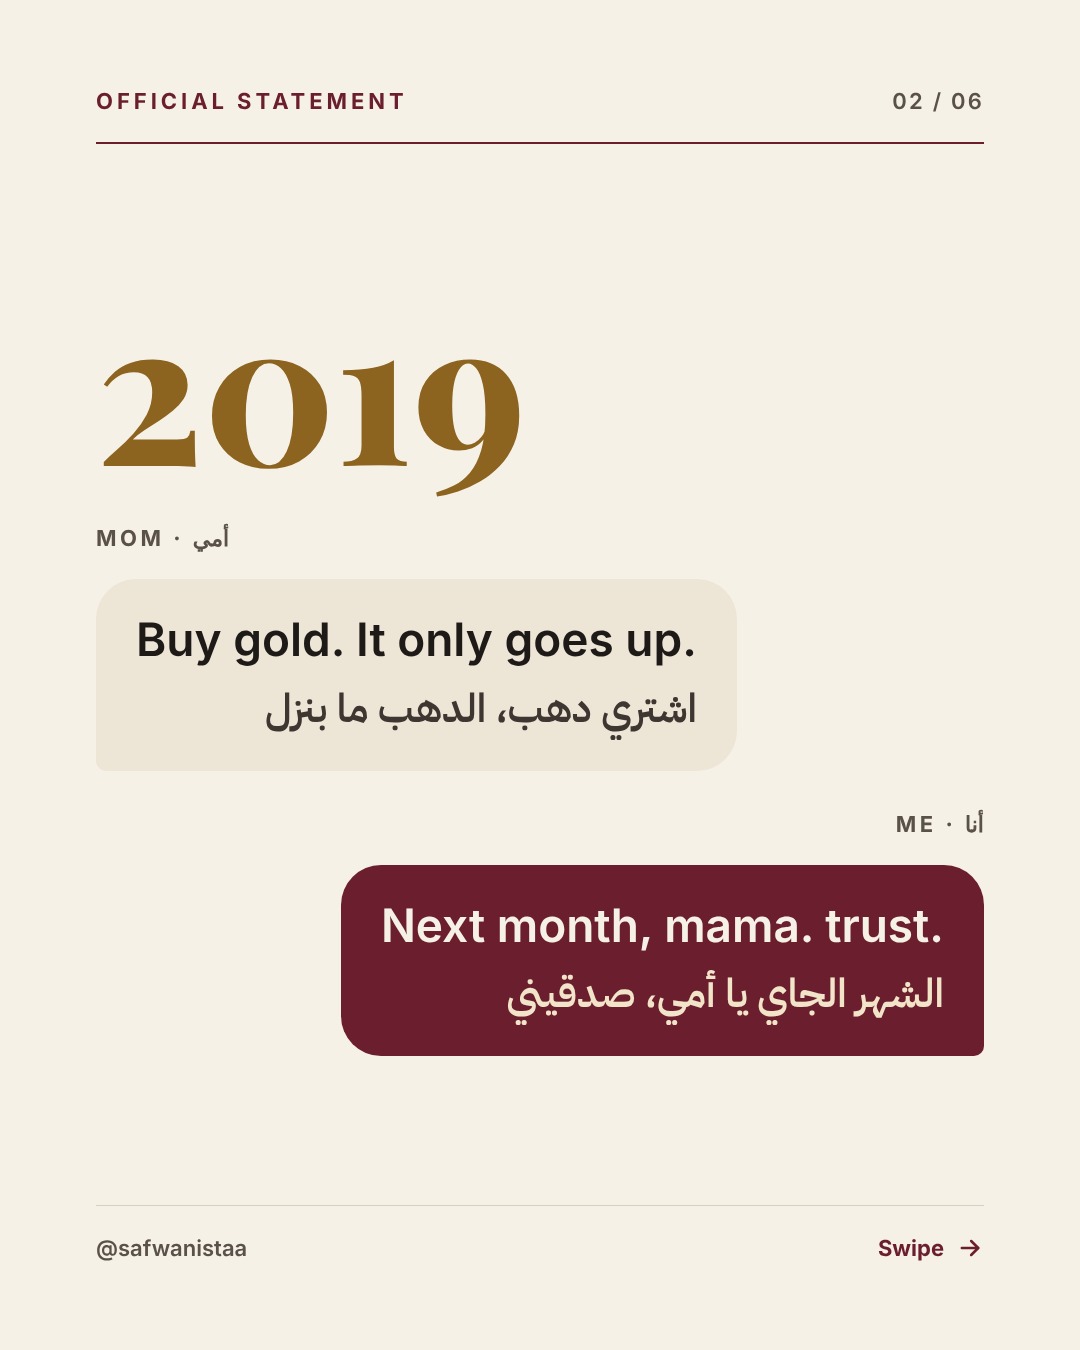 OFFICIAL STATEMENT
02 / 06
2019
MOM · أمي
Buy gold. It only goes up.
اشتري دهب، الدهب ما بنزل
ME · أنا
Next month, mama. trust.
الشهر الجاي يا أمي، صدقيني
@safwanistaa
Swipe →